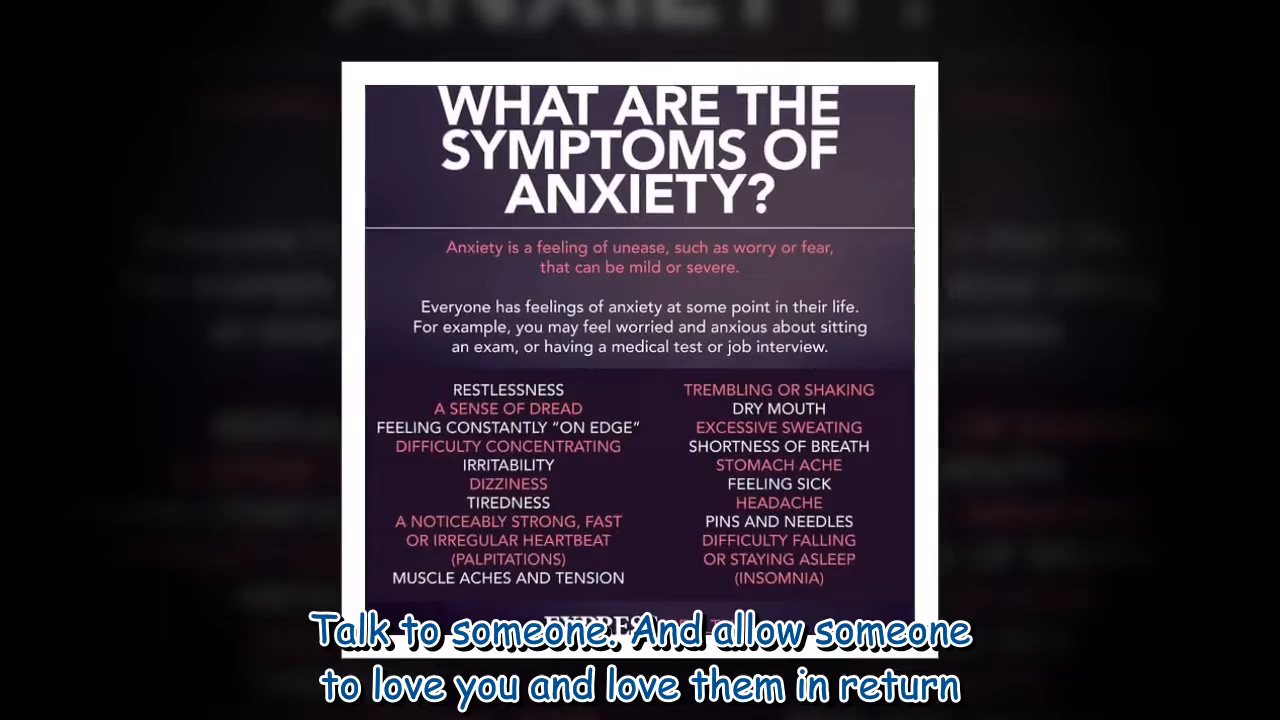 WHAT ARE THE
SYMPTOMS OF
ANXIETY?
Anxiety is a feeling of unease, such as worry or fear,
that can be mild or severe.
Everyone has feelings of anxiety at some point in their life.
For example, you may feel worried and anxious about sitting
an exam, or having a medical test or job interview.
RESTLESSNESS
A SENSE OF DREAD
FEELING CONSTANTLY “ON EDGE”
DIFFICULTY CONCENTRATING
IRRITABILITY
DIZZINESS
TIREDNESS
A NOTICEABLY STRONG, FAST
OR IRREGULAR HEARTBEAT
(PALPITATIONS)
MUSCLE ACHES AND TENSION
TREMBLING OR SHAKING
DRY MOUTH
EXCESSIVE SWEATING
SHORTNESS OF BREATH
STOMACH ACHE
FEELING SICK
HEADACHE
PINS AND NEEDLES
DIFFICULTY FALLING
OR STAYING ASLEEP
(INSOMNIA)
Talk to someone. And allow someone
to love you and love them in return